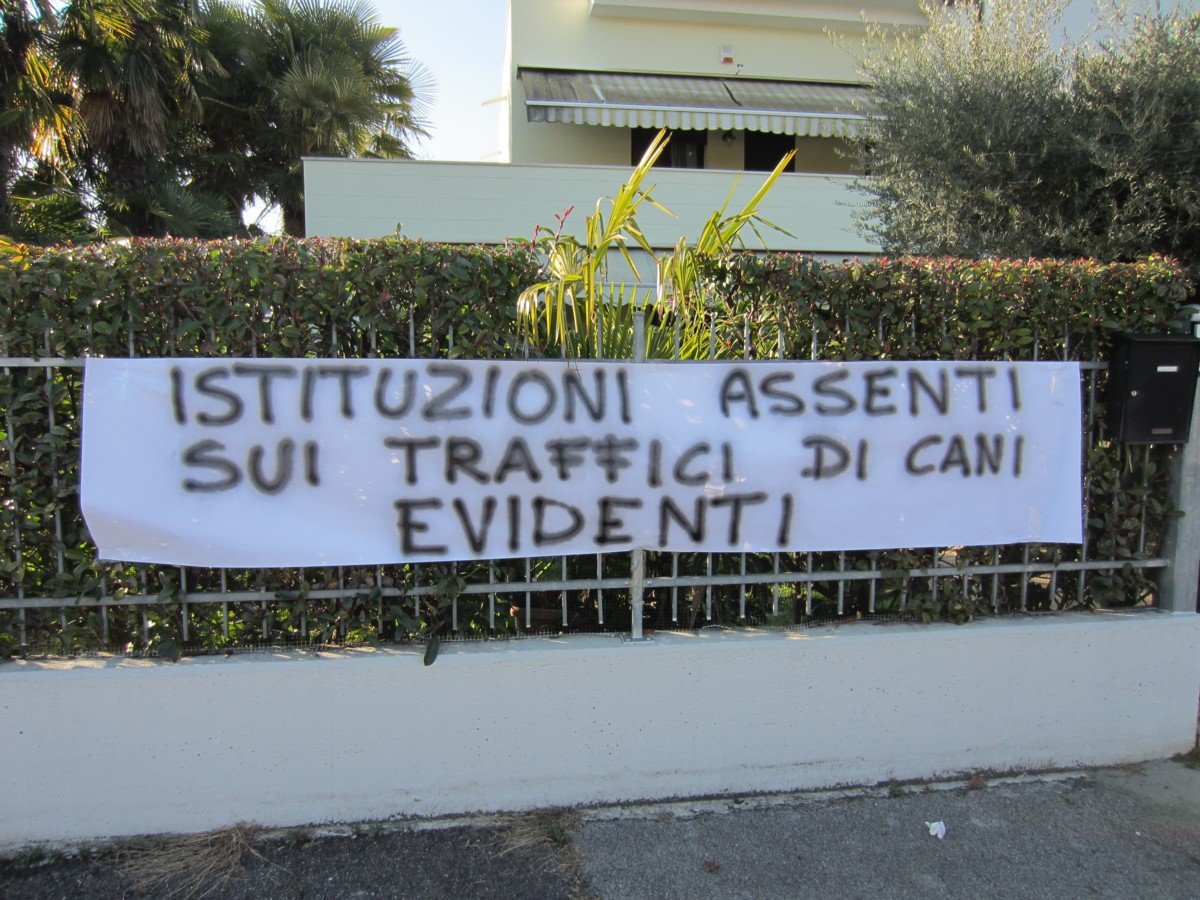 ISTITUZIONI ASSENTI
SUI TRAFFICI DI CANI
EVIDENTI